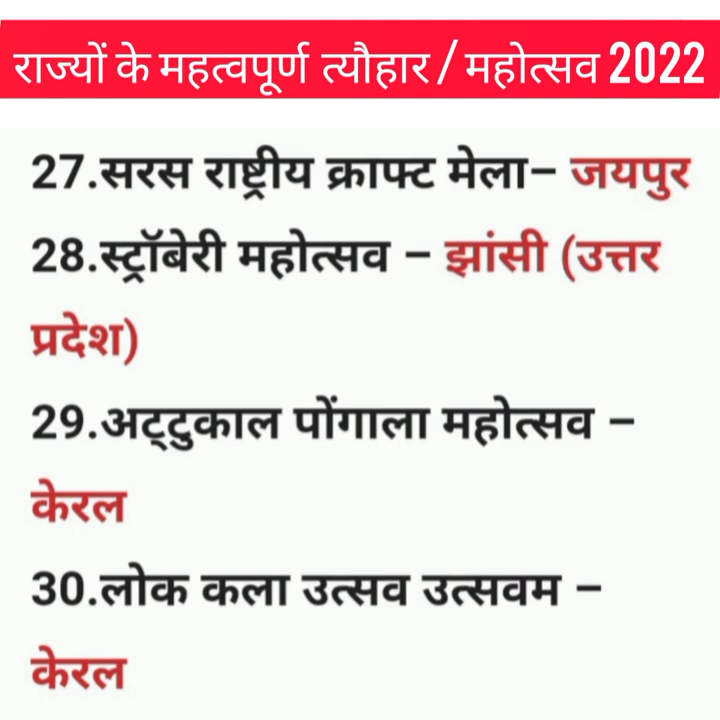 राज्यों के महत्वपूर्ण त्यौहार / महोत्सव 2022
27.सरस राष्ट्रीय क्राफ्ट मेला– जयपुर
28.स्ट्रॉबेरी महोत्सव – झांसी (उत्तर
प्रदेश)
29.अट्टुकाल पोंगाला महोत्सव –
केरल
30.लोक कला उत्सव उत्सवम –
केरल